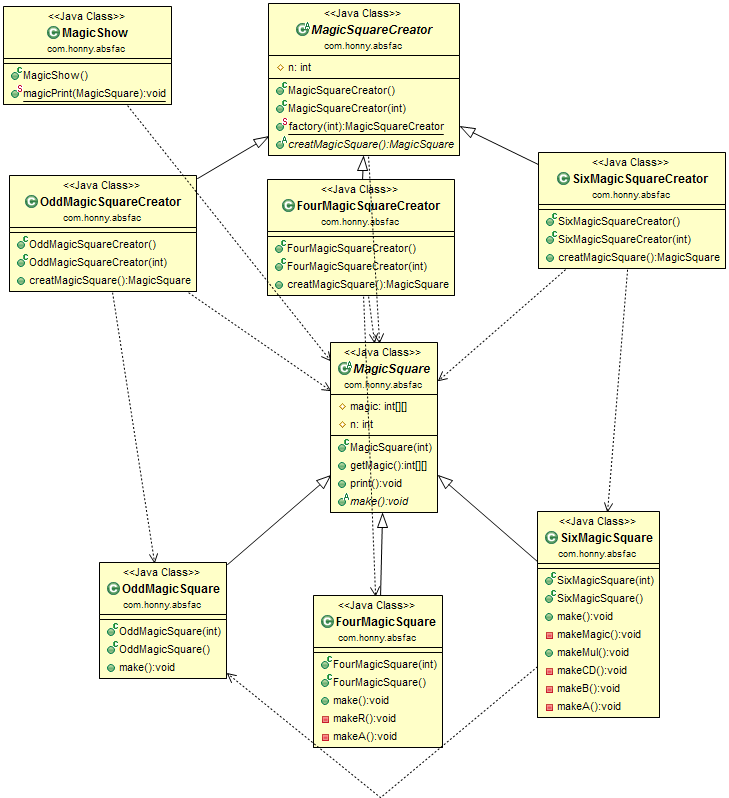 <<Java Class>>
MagicShow
com.honny.absfac
MagicShow()
magicPrint(MagicSquare):void
<<Java Class>>
MagicSquareCreator
com.honny.absfac
n: int
MagicSquareCreator()
MagicSquareCreator(int)
factory(int):MagicSquareCreator
creatMagicSquare():MagicSquare
<<Java Class>>
OddMagicSquareCreator
com.honny.absfac
OddMagicSquareCreator()
OddMagicSquareCreator(int)
creatMagicSquare():MagicSquare
<<Java Class>>
FourMagicSquareCreator
com.honny.absfac
FourMagicSquareCreator()
FourMagicSquareCreator(int)
creatMagicSquare():MagicSquare
<<Java Class>>
SixMagicSquareCreator
com.honny.absfac
SixMagicSquareCreator()
SixMagicSquareCreator(int)
creatMagicSquare():MagicSquare
<<Java Class>>
MagicSquare
com.honny.absfac
magic: int[][]
n: int
MagicSquare(int)
getMagic():int[][]
print():void
make():void
<<Java Class>>
OddMagicSquare
com.honny.absfac
OddMagicSquare(int)
OddMagicSquare()
make():void
<<Java Class>>
FourMagicSquare
com.honny.absfac
FourMagicSquare(int)
FourMagicSquare()
make():void
makeR():void
makeA():void
<<Java Class>>
SixMagicSquare
com.honny.absfac
SixMagicSquare(int)
SixMagicSquare()
make():void
makeMagic():void
makeMul():void
makeCD():void
makeB():void
makeA():void